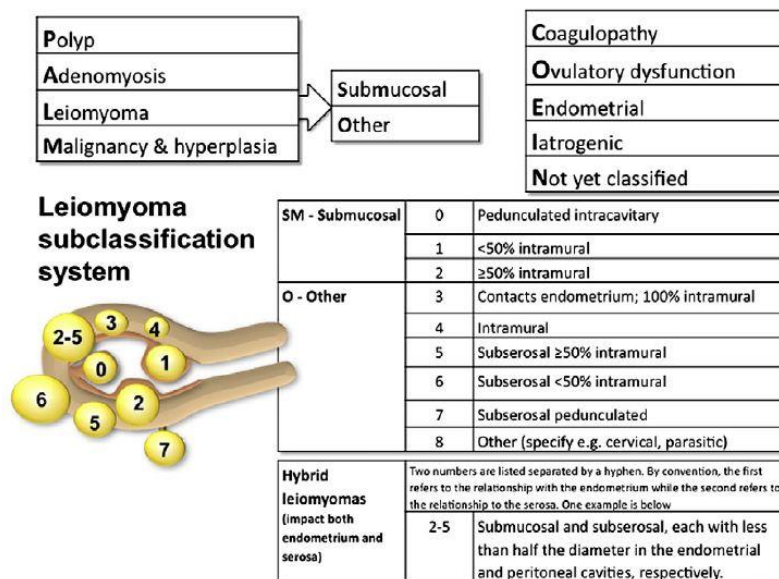 Polyp
Adenomyosis
Leiomyoma
Malignancy & hyperplasia
Submucosal
Other
Coagulopathy
Ovulatory dysfunction
Endometrial
Iatrogenic
Not yet classified
Leiomyoma
subclassification
system
SM - Submucosal
0
Pedunculated intracavitary
1
<50% intramural
2
≥50% intramural
O - Other
3
Contacts endometrium; 100% intramural
4
Intramural
5
Subserosal ≥50% intramural
6
Subserosal <50% intramural
7
Subserosal pedunculated
8
Other (specify e.g. cervical, parasitic)
Hybrid
leiomyomas
(impact both
endometrium and
serosa)
Two numbers are listed separated by a hyphen. By convention, the first
refers to the relationship with the endometrium while the second refers to
the relationship to the serosa. One example is below
2-5
Submucosal and subserosal, each with less
than half the diameter in the endometrial
and peritoneal cavities, respectively.
3
4
2-5
0
1
6
2
5
7